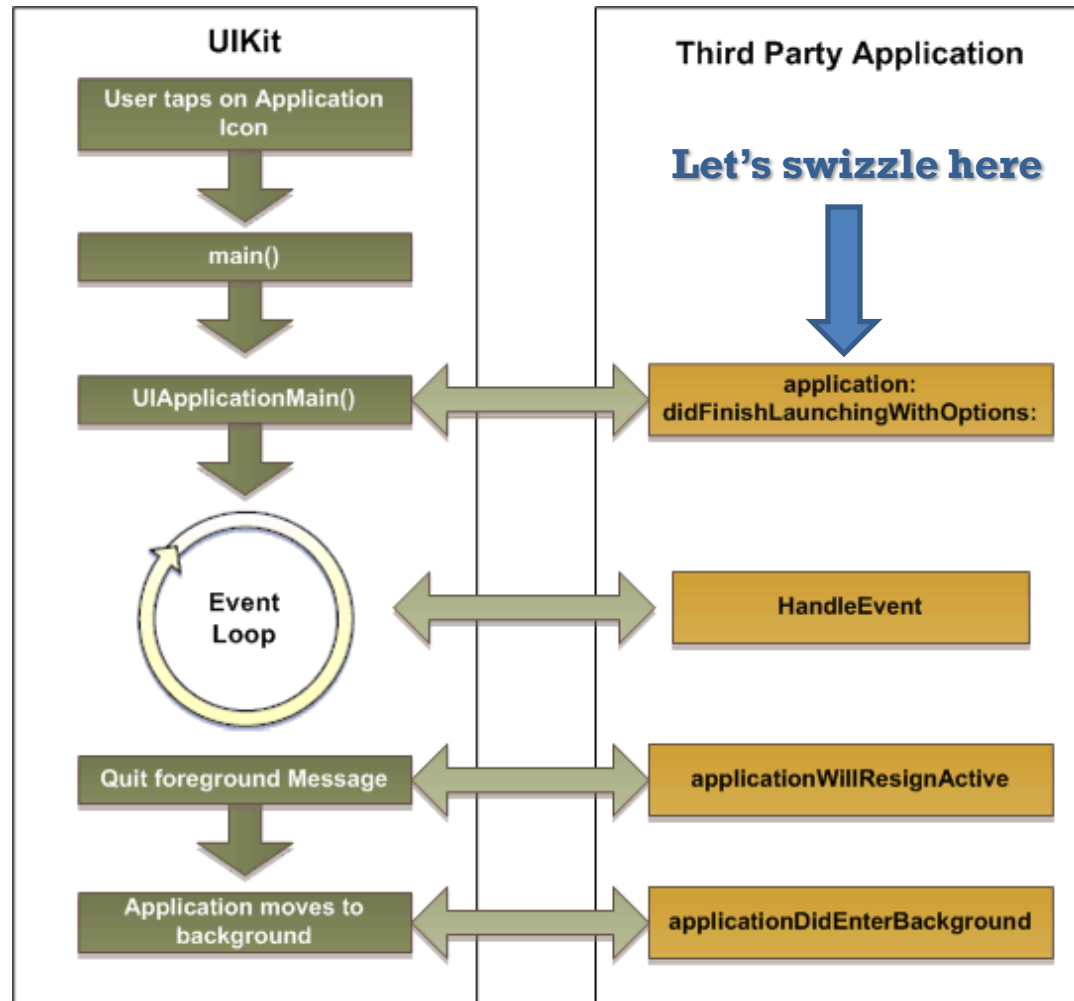 UIKit
User taps on Application
Icon
main()
UIApplicationMain()
Event
Loop
Quit foreground Message
Application moves to
background
Third Party Application
Let's swizzle here
application:
didFinishLaunchingWithOptions:
HandleEvent
applicationWillResignActive
applicationDidEnterBackground